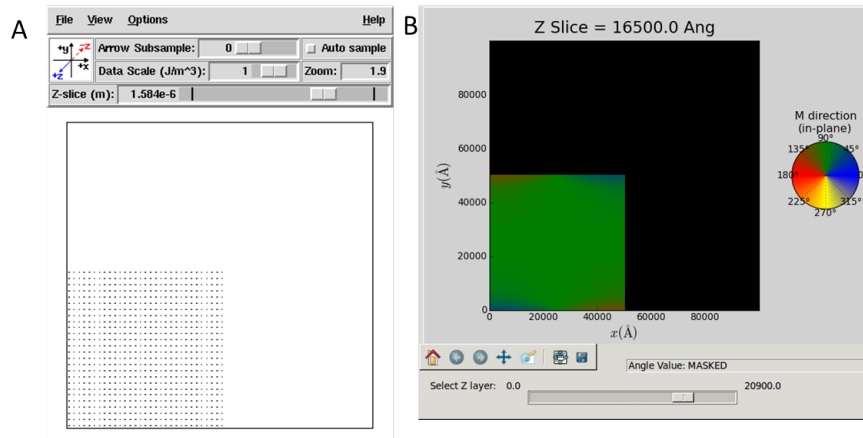 A
File View Options Help
+y -z +x +z
Arrow Subsample: 0 Auto sample
Data Scale (J/m^3): 1 Zoom: 1.9
Z-slice (m): 1.584e-6
B
Z Slice = 16500.0 Ang
80000
60000
40000
20000
0
y(Å)
0 20000 40000 60000 80000
x(Å)
M direction
(in-plane)
90°
135° 45°
180° 0
225° 315°
270°
Angle Value: MASKED
Select Z layer: 0.0 20900.0